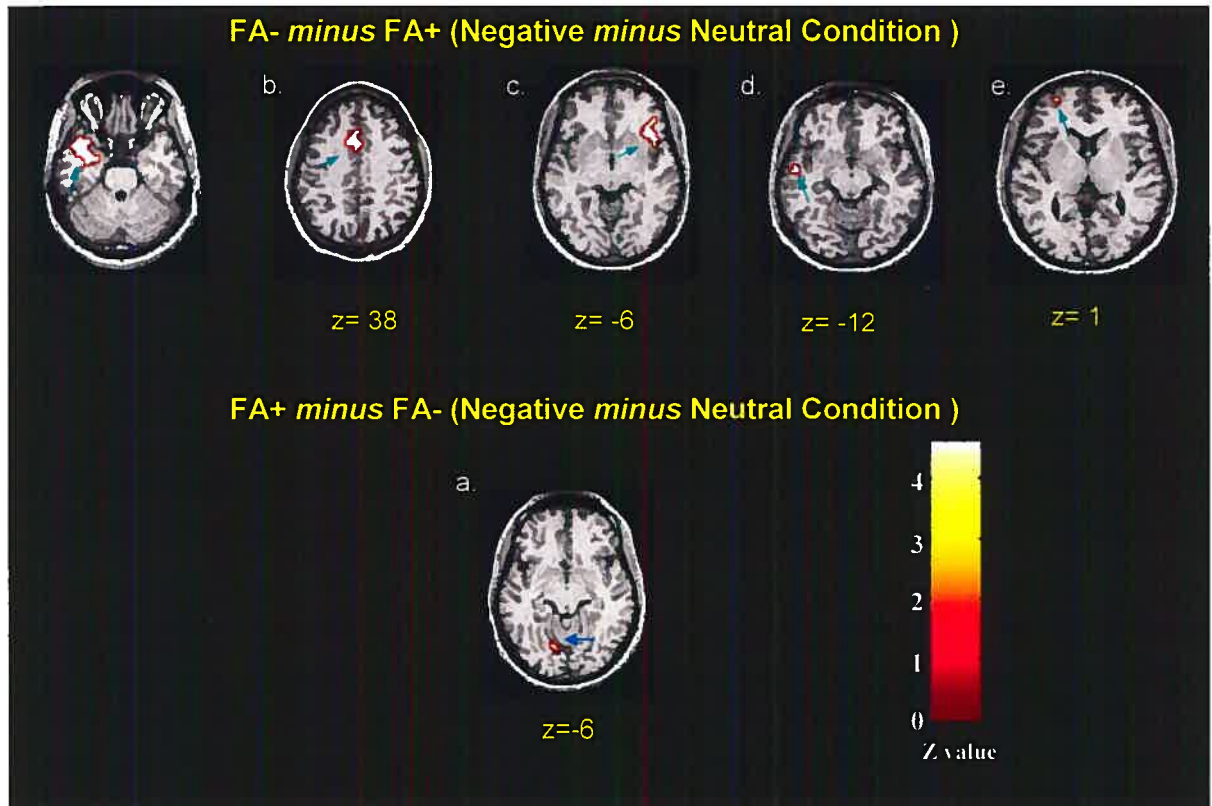 FA- minus FA+ (Negative minus Neutral Condition )
b. c. d. e.
z= 38 z= -6 z= -12 z= 1
FA+ minus FA- (Negative minus Neutral Condition )
a.
4
3
2
1
0
Z value
z=-6